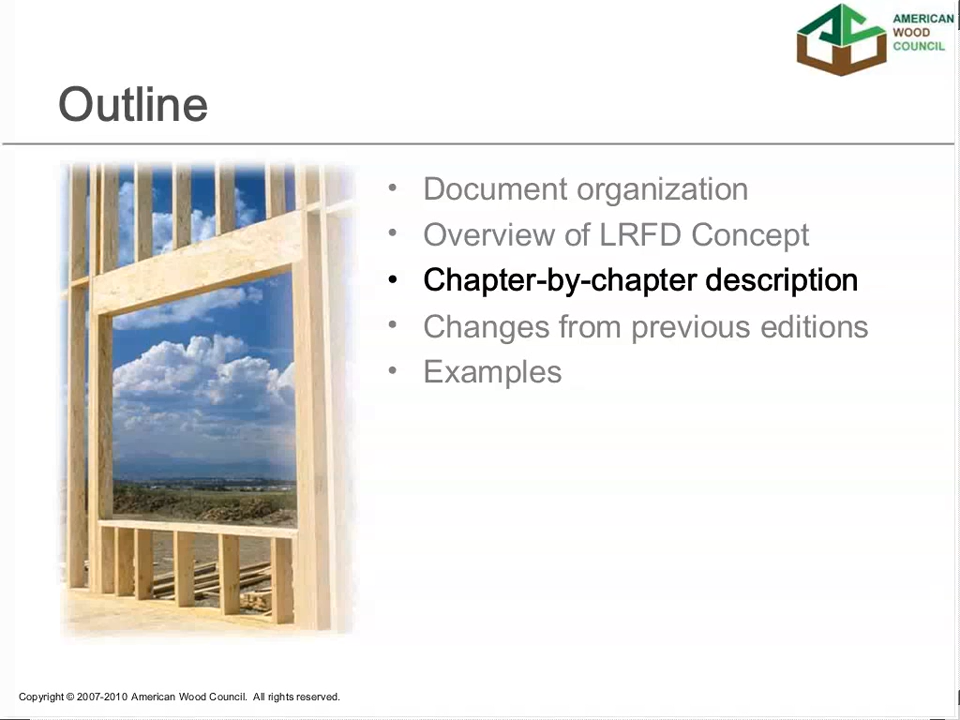 AMERICAN
WOOD
COUNCIL
Outline
• Document organization
• Overview of LRFD Concept
• Chapter-by-chapter description
• Changes from previous editions
• Examples
Copyright © 2007-2010 American Wood Council. All rights reserved.